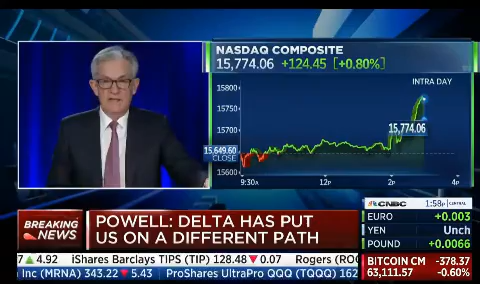 NASDAQ COMPOSITE
15,774.06 +124.45 [+0.80%]
INTRA DAY
15800
15750
15,774.06
15700
15,649.60
CLOSE
15600
9:30A 12P 2P 4P
CNBC 1:58P CENTRAL
BREAKING
NEWS
POWELL: DELTA HAS PUT
US ON A DIFFERENT PATH
EURO +0.003
YEN Unch
POUND +0.0066
7 ▲ 4.92 iShares Barclays TIPS (TIP) 128.48 ▼ 0.07 Rogers (ROC
Inc (MRNA) 343.22 ▼ 5.43 ProShares UltraPro QQQ (TQQQ) 162
BITCOIN CM -378.37
63,111.57 -0.60%